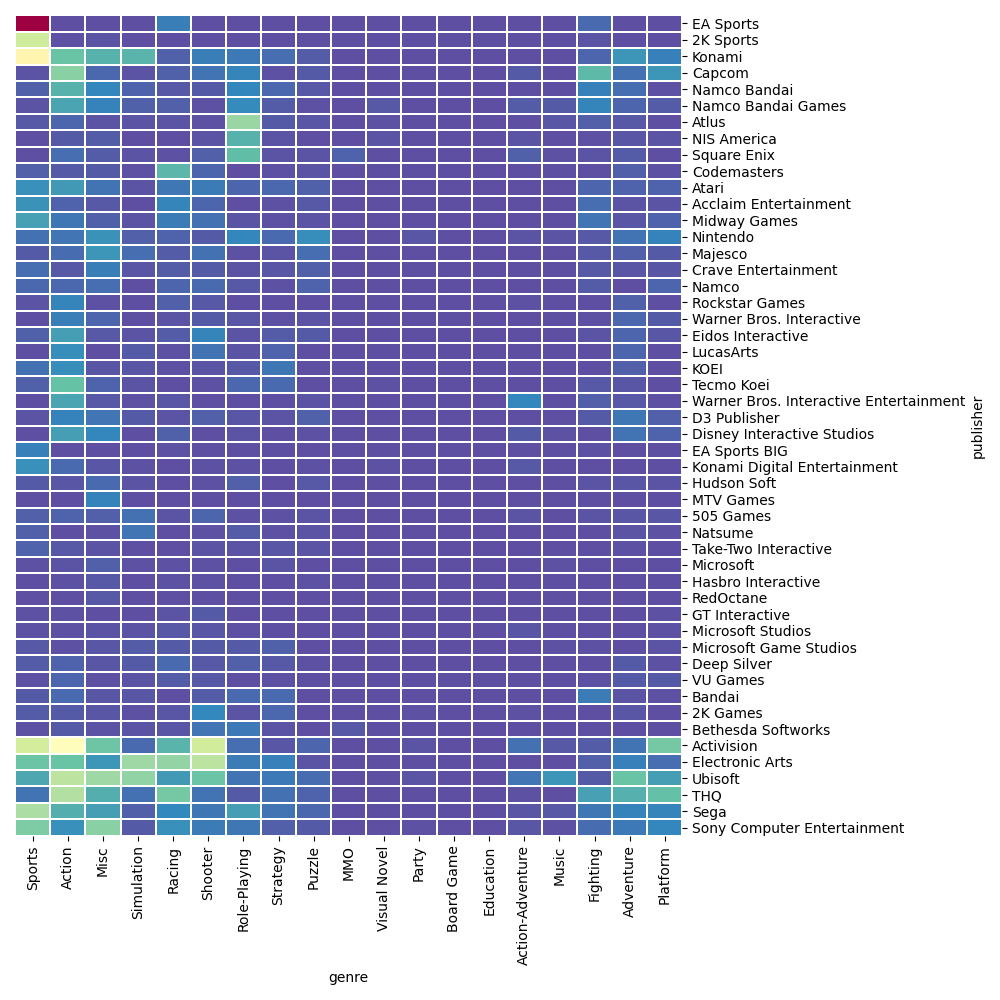 EA Sports
2K Sports
Konami
Capcom
Namco Bandai
Namco Bandai Games
Atlus
NIS America
Square Enix
Codemasters
Atari
Acclaim Entertainment
Midway Games
Nintendo
Majesco
Crave Entertainment
Namco
Rockstar Games
Warner Bros. Interactive
Eidos Interactive
LucasArts
KOEI
Tecmo Koei
Warner Bros. Interactive Entertainment
D3 Publisher
Disney Interactive Studios
EA Sports BIG
Konami Digital Entertainment
Hudson Soft
MTV Games
505 Games
Natsume
Take-Two Interactive
Microsoft
Hasbro Interactive
RedOctane
GT Interactive
Microsoft Studios
Microsoft Game Studios
Deep Silver
VU Games
Bandai
2K Games
Bethesda Softworks
Activision
Electronic Arts
Ubisoft
THQ
Sega
Sony Computer Entertainment
publisher
Sports
Action
Misc
Simulation
Racing
Shooter
Role-Playing
Strategy
Puzzle
MMO
Visual Novel
Party
Board Game
Education
Action-Adventure
Music
Fighting
Adventure
Platform
genre